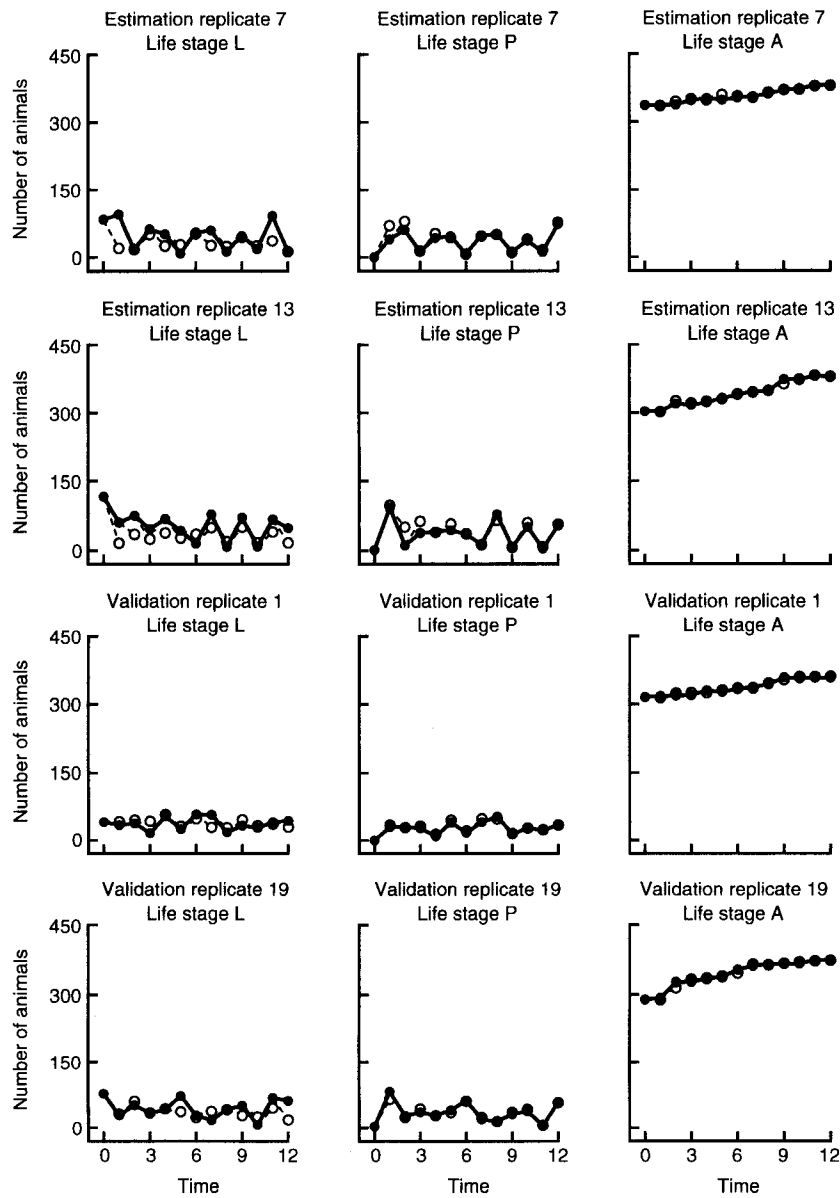 Estimation replicate 7
Life stage L
Estimation replicate 7
Life stage P
Estimation replicate 7
Life stage A
Number of animals
450
300
150
0
Estimation replicate 13
Life stage L
Estimation replicate 13
Life stage P
Estimation replicate 13
Life stage A
Number of animals
450
300
150
0
Validation replicate 1
Life stage L
Validation replicate 1
Life stage P
Validation replicate 1
Life stage A
Number of animals
450
300
150
0
Validation replicate 19
Life stage L
Validation replicate 19
Life stage P
Validation replicate 19
Life stage A
Number of animals
450
300
150
0
0 3 6 9 12
0 3 6 9 12
0 3 6 9 12
Time
Time
Time